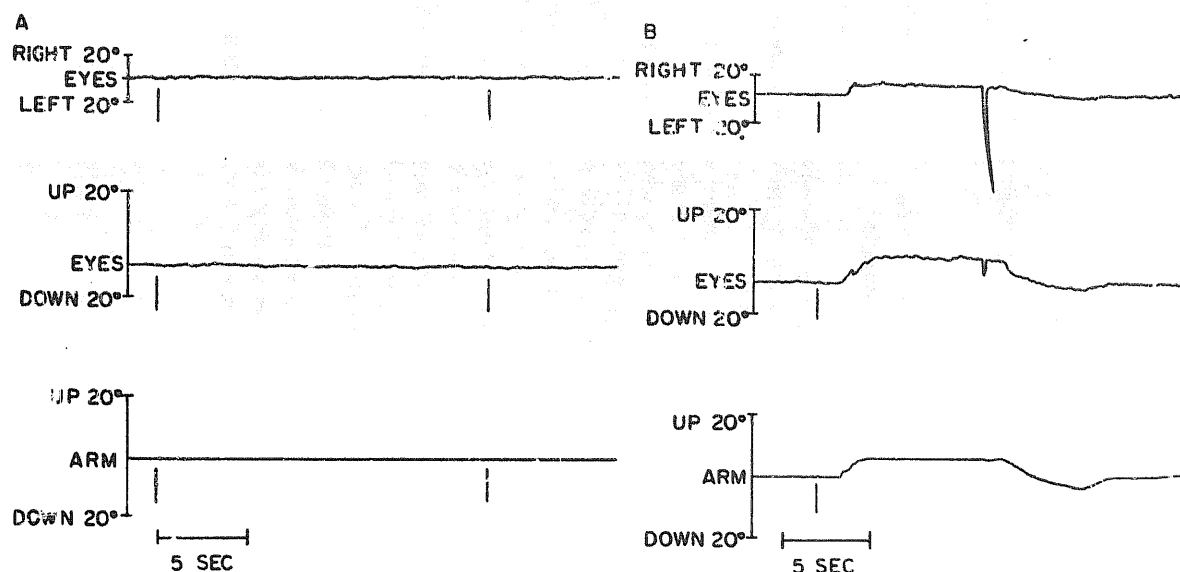 A
RIGHT 20°
EYES
LEFT 20°
UP 20°
EYES
DOWN 20°
UP 20°
ARM
DOWN 20°
5 SEC
B
RIGHT 20°
EYES
LEFT 20°
UP 20°
EYES
DOWN 20°
UP 20°
ARM
DOWN 20°
5 SEC